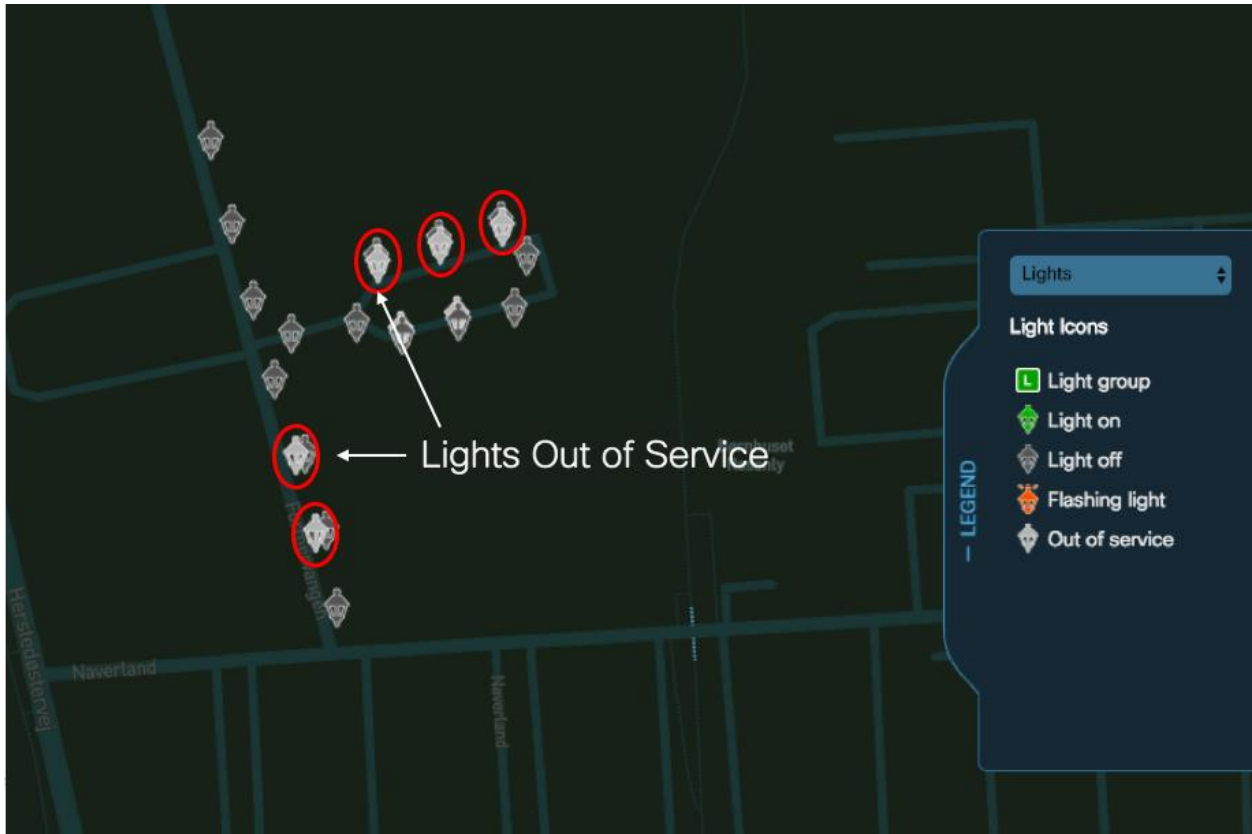 Lights
Light Icons
L Light group
Light on
Light off
Flashing light
Out of service
— LEGEND
Lights Out of Service
Herstedøstervej
Naverland
Naverland